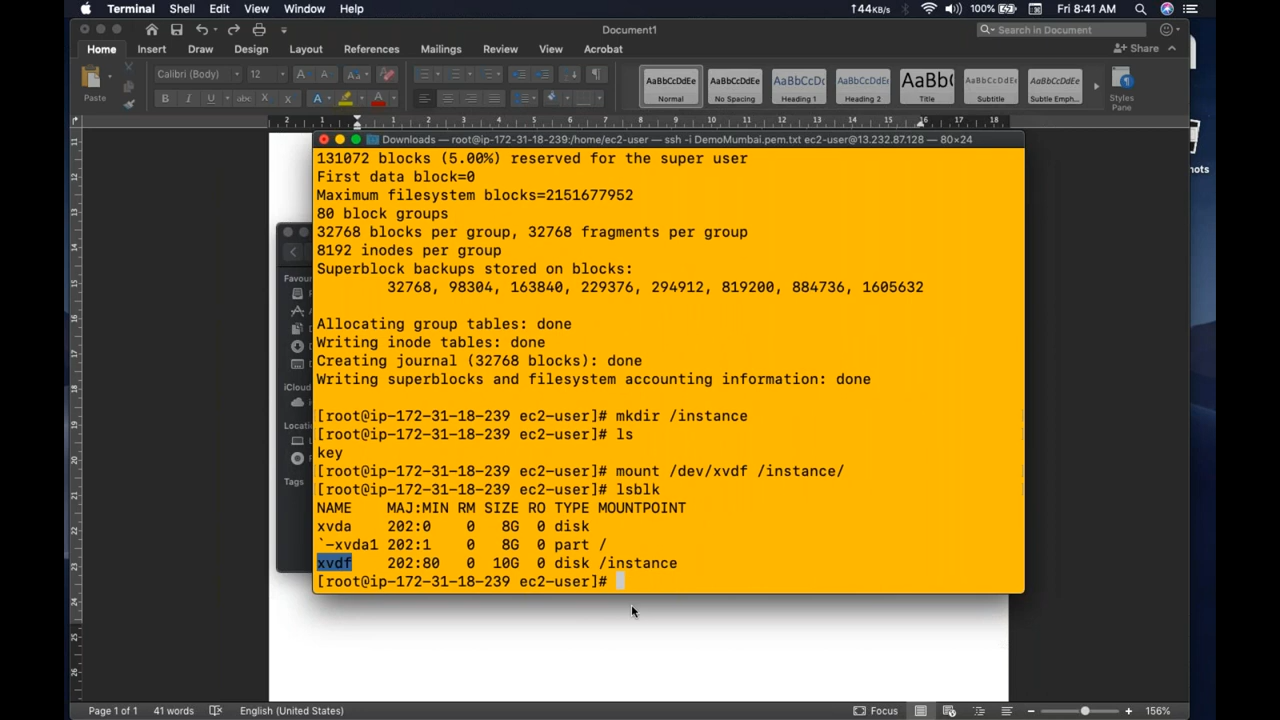 Terminal Shell Edit View Window Help ↑44KB/s 100% Fri 8:41 AM
Document1 Search in Document
Home Insert Draw Design Layout References Mailings Review View Acrobat Share
Paste Calibri (Body) 12 AaBbCcDdEe Normal AaBbCcDdEe No Spacing AaBbCcDc Heading 1 AaBbCcDdEe Heading 2 AaBb( Title AaBbCcDdEe Subtitle AaBbCcDdEe Subtle Emph... Styles Pane
Downloads — root@ip-172-31-18-239:/home/ec2-user — ssh -i DemoMumbai.pem.txt ec2-user@13.232.87.128 — 80×24
131072 blocks (5.00%) reserved for the super user
First data block=0
Maximum filesystem blocks=2151677952
80 block groups
32768 blocks per group, 32768 fragments per group
8192 inodes per group
Superblock backups stored on blocks:
32768, 98304, 163840, 229376, 294912, 819200, 884736, 1605632
Allocating group tables: done
Writing inode tables: done
Creating journal (32768 blocks): done
Writing superblocks and filesystem accounting information: done
[root@ip-172-31-18-239 ec2-user]# mkdir /instance
[root@ip-172-31-18-239 ec2-user]# ls
key
[root@ip-172-31-18-239 ec2-user]# mount /dev/xvdf /instance/
[root@ip-172-31-18-239 ec2-user]# lsblk
NAME MAJ:MIN RM SIZE RO TYPE MOUNTPOINT
xvda 202:0 0 8G 0 disk
`-xvda1 202:1 0 8G 0 part /
xvdf 202:80 0 10G 0 disk /instance
[root@ip-172-31-18-239 ec2-user]#
Favour
iCloud
Locati
Tags
Page 1 of 1 41 words English (United States) Focus 156%